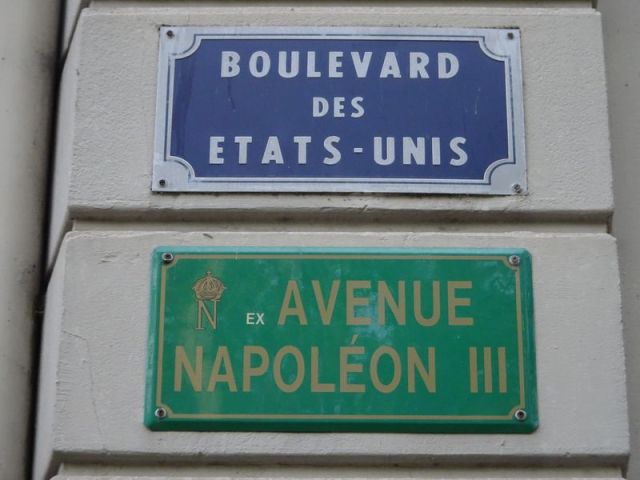 BOULEVARD
DES
ETATS-UNIS
N EX AVENUE
NAPOLÉON III